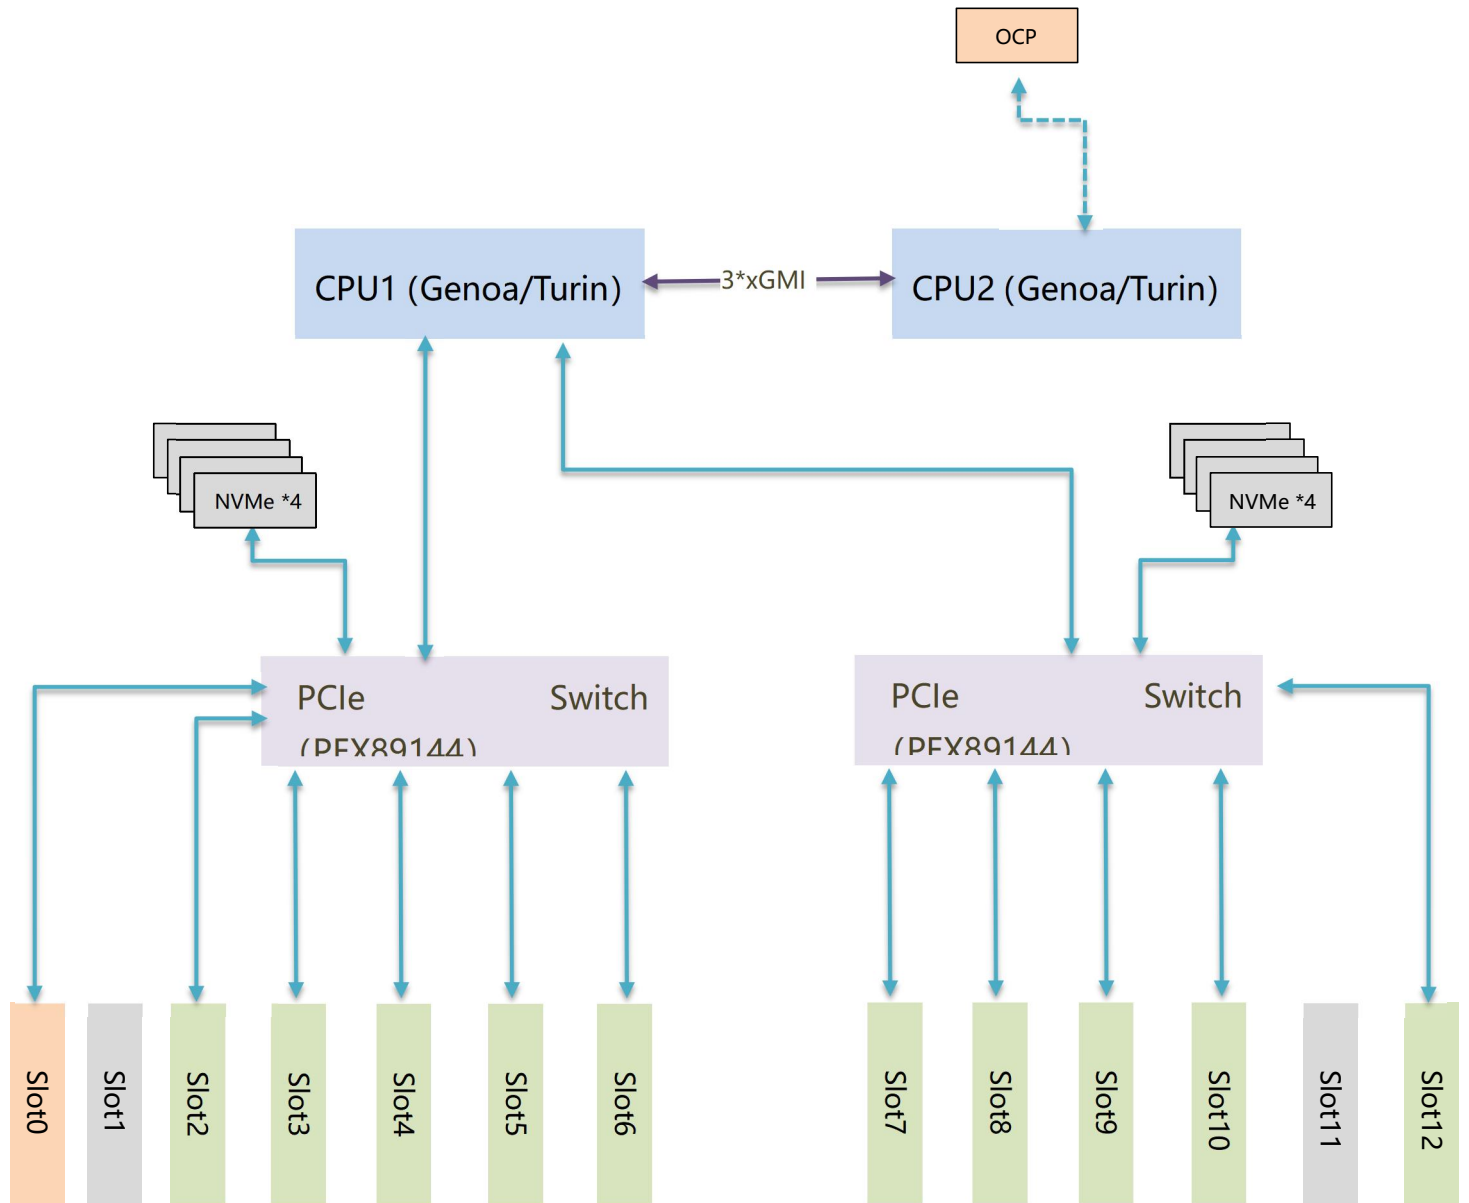 OCP
CPU1 (Genoa/Turin)
3*xGMI
CPU2 (Genoa/Turin)
NVMe *4
NVMe *4
PCIe Switch
(PEX89144)
PCIe Switch
(PEX89144)
Slot0
Slot1
Slot2
Slot3
Slot4
Slot5
Slot6
Slot7
Slot8
Slot9
Slot10
Slot11
Slot12